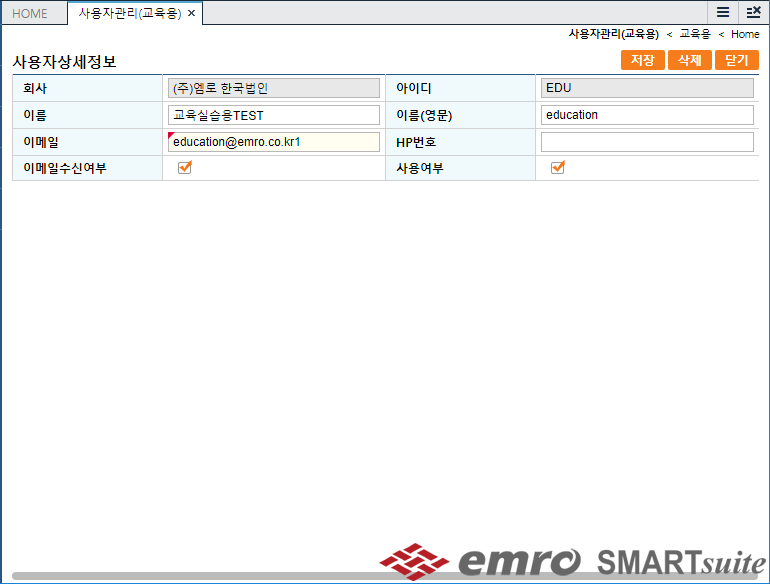 HOME 사용자관리(교육용) ×
사용자관리(교육용) < 교육용 < Home
사용자상세정보 저장 삭제 닫기
회사 (주)엠로 한국법인 아이디 EDU
이름 교육실습용TEST 이름(영문) education
이메일 education@emro.co.kr1 HP번호
이메일수신여부 사용여부
emro SMARTsuite